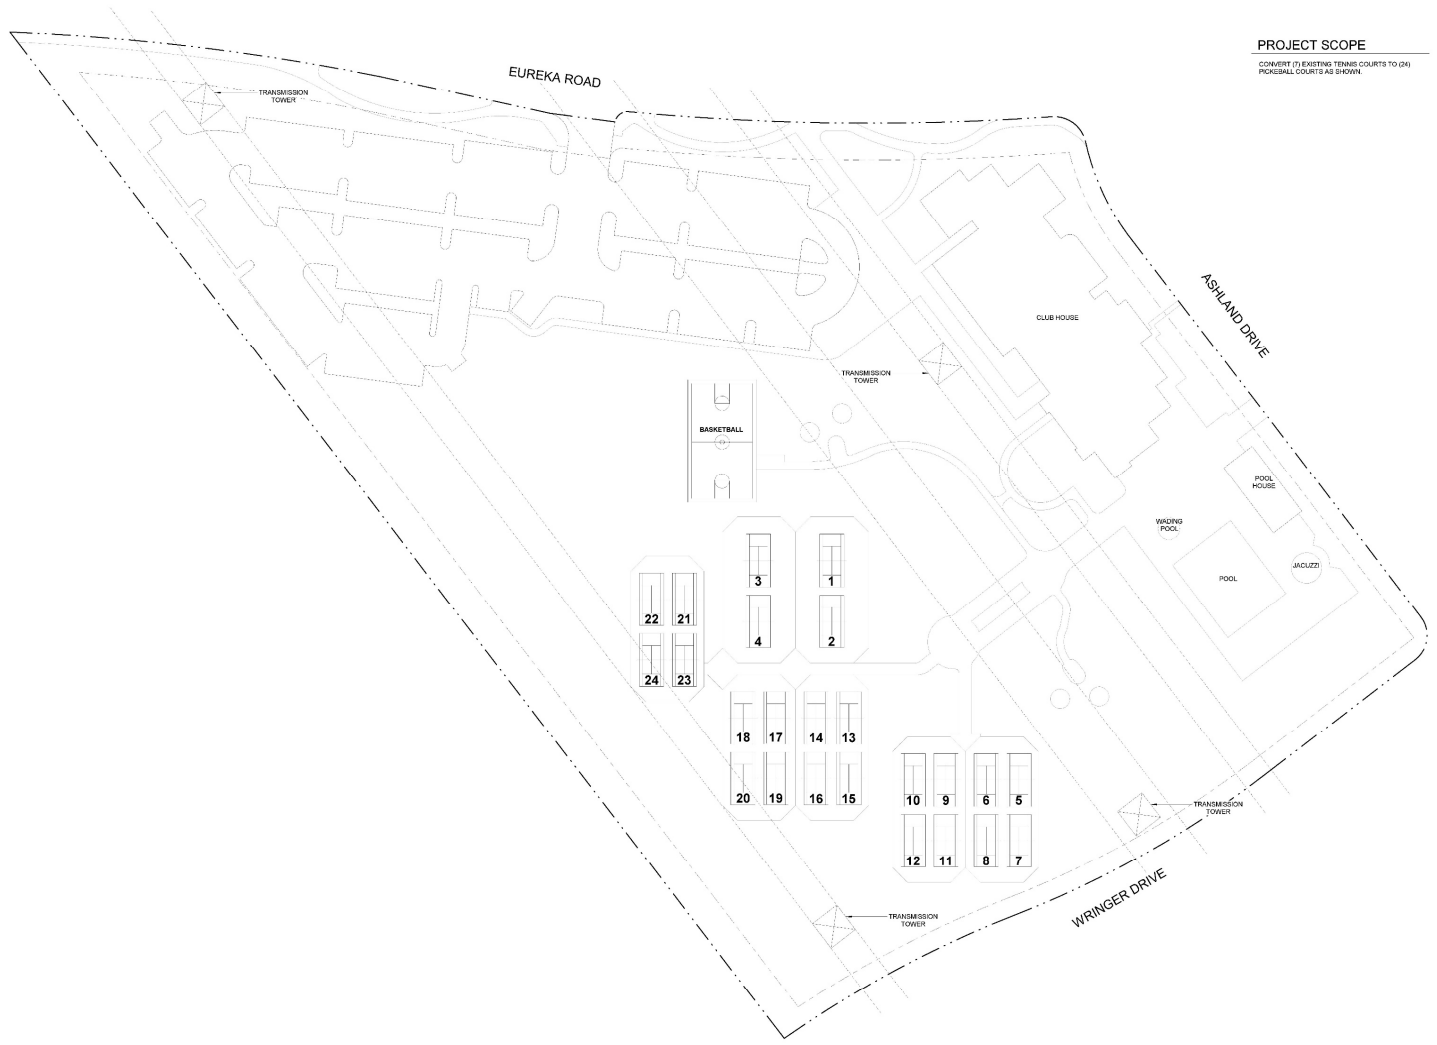 PROJECT SCOPE
CONVERT (7) EXISTING TENNIS COURTS TO (24)
PICKEBALL COURTS AS SHOWN.
EUREKA ROAD
TRANSMISSION
TOWER
ASHLAND DRIVE
CLUB HOUSE
TRANSMISSION
TOWER
BASKETBALL
POOL
HOUSE
WADING
POOL
JACUZZI
POOL
3
1
22
21
4
2
24
23
18
17
14
13
20
19
16
15
10
9
6
5
12
11
8
7
TRANSMISSION
TOWER
WRINGER DRIVE
TRANSMISSION
TOWER